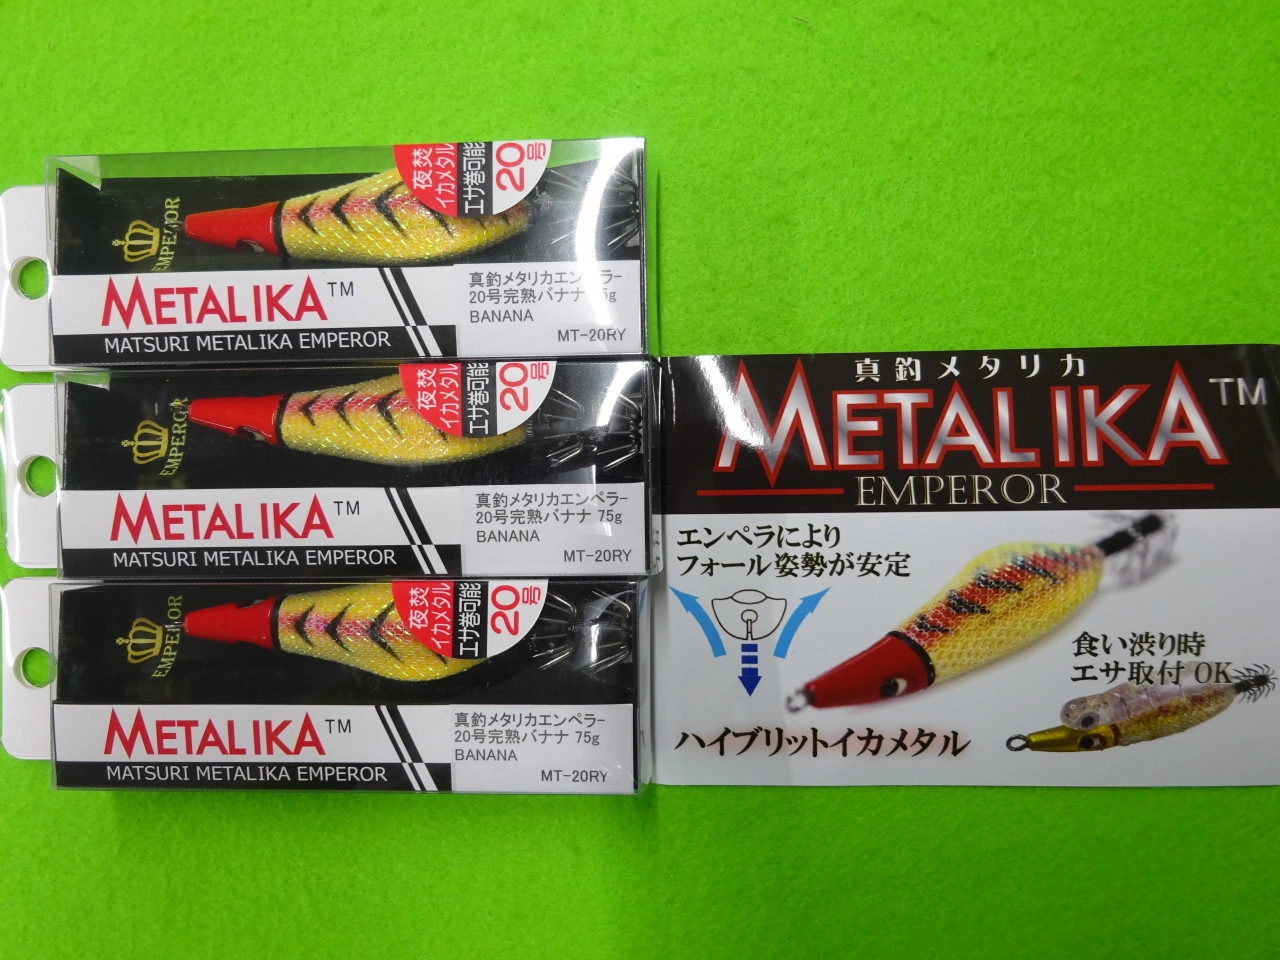 夜焚
イカメタル
エサ巻可能
20号
EMPEROR
METALIKA™
MATSURI METALIKA EMPEROR
真釣メタリカエンペラー
20号完熟バナナ 75g
BANANA
MT-20RY
夜焚
イカメタル
エサ巻可能
20号
EMPEROR
METALIKA™
MATSURI METALIKA EMPEROR
真釣メタリカエンペラー
20号完熟バナナ 75g
BANANA
MT-20RY
夜焚
イカメタル
エサ巻可能
20号
EMPEROR
METALIKA™
MATSURI METALIKA EMPEROR
真釣メタリカエンペラー
20号完熟バナナ 75g
BANANA
MT-20RY
真釣メタリカ
METALIKA™
EMPEROR
エンペラにより
フォール姿勢が安定
食い渋り時
エサ取付 OK
ハイブリットイカメタル